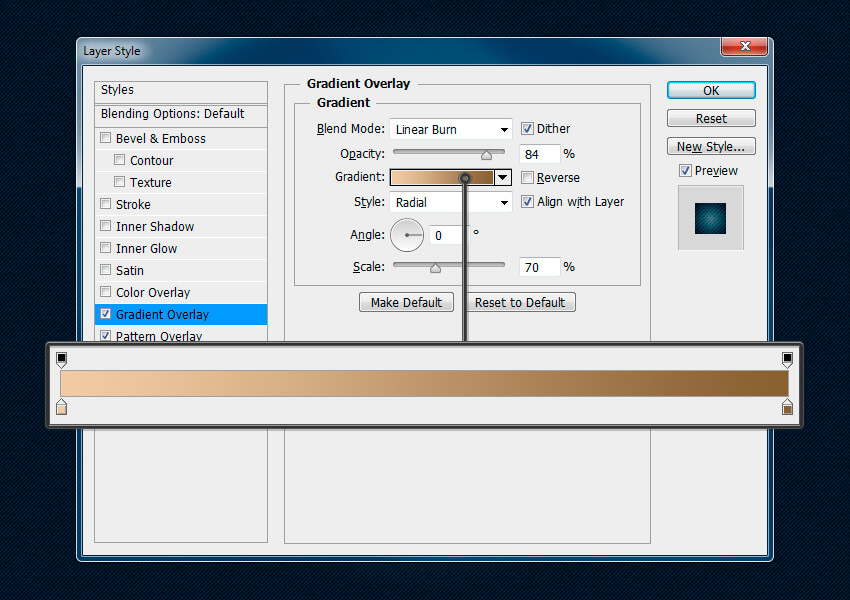 Layer Style
Styles
Blending Options: Default
Bevel & Emboss
Contour
Texture
Stroke
Inner Shadow
Inner Glow
Satin
Color Overlay
Gradient Overlay
Pattern Overlay
Gradient Overlay
Gradient
Blend Mode: Linear Burn Dither
Opacity: 84 %
Gradient: Reverse
Style: Radial Align with Layer
Angle: 0 °
Scale: 70 %
Make Default Reset to Default
OK
Reset
New Style...
Preview